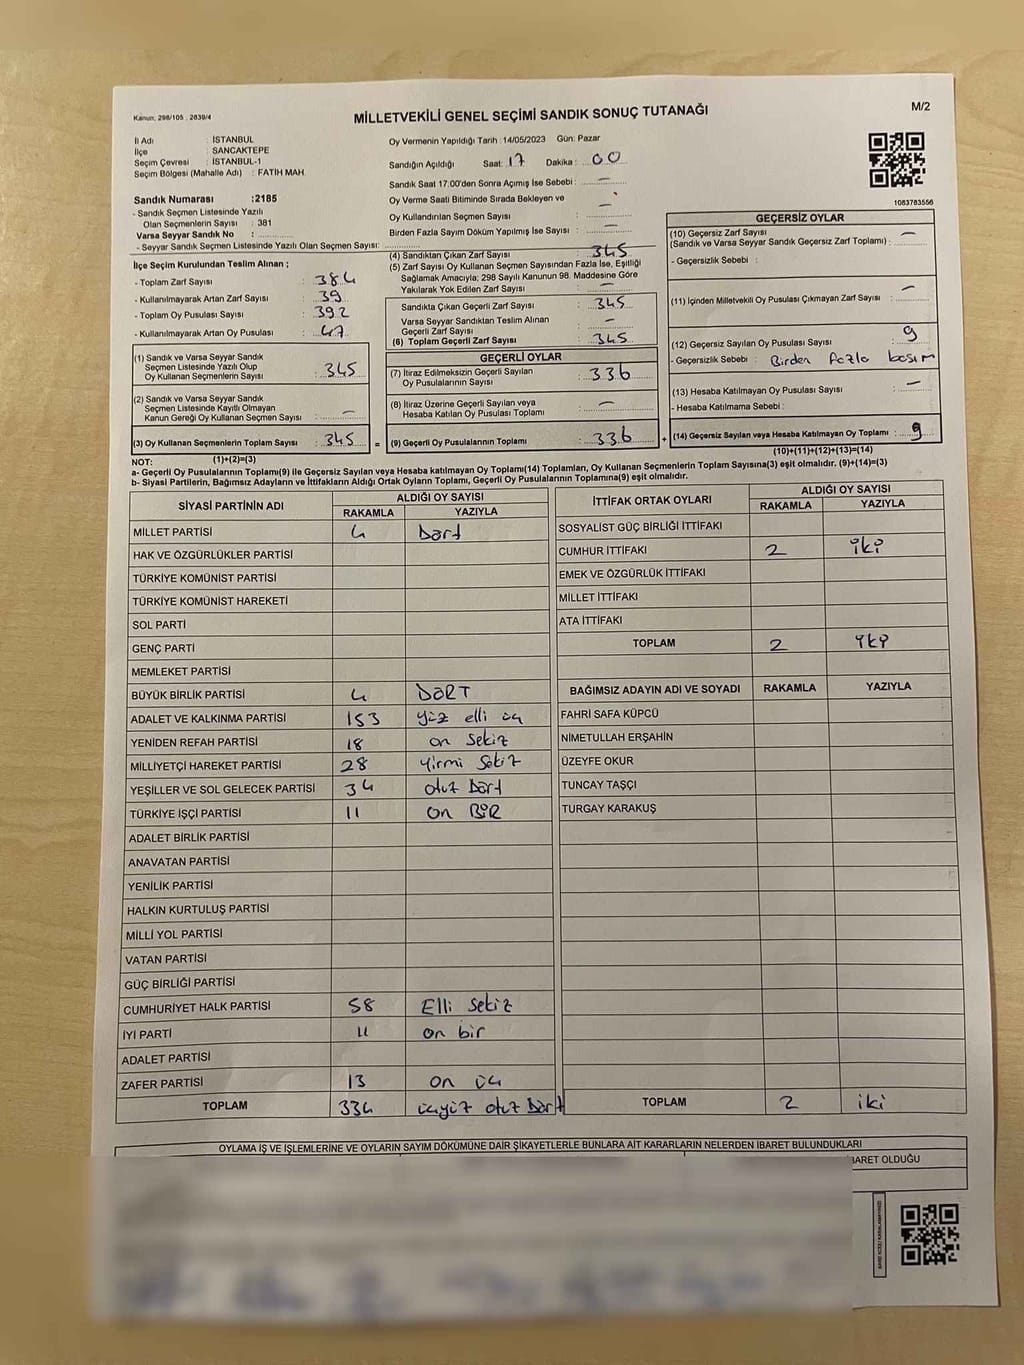 Kanun, 298/105 , 2839/4
MİLLETVEKİLİ GENEL SEÇİMİ SANDIK SONUÇ TUTANAĞI
M/2
İl Adı : İSTANBUL
İlçe : SANCAKTEPE
Seçim Çevresi : İSTANBUL-1
Seçim Bölgesi (Mahalle Adı) : FATİH MAH.
Sandık Numarası :2185
- Sandık Seçmen Listesinde Yazılı
Olan Seçmenlerin Sayısı : 381
Varsa Seyyar Sandık No :
- Seyyar Sandık Seçmen Listesinde Yazılı Olan Seçmen Sayısı:
Oy Vermenin Yapıldığı Tarih : 14/05/2023 Gün: Pazar
Sandığın Açıldığı Saat: 17 Dakika : 00
Sandık Saat 17:00'den Sonra Açımış İse Sebebi : —
Oy Verme Saati Bitiminde Sırada Bekleyen ve
Oy Kullandırılan Seçmen Sayısı : —
Birden Fazla Sayım Döküm Yapılmış İse Sayısı : —
1083783556
İlçe Seçim Kurulundan Teslim Alınan ;
- Toplam Zarf Sayısı : 384
- Kullanılmayarak Artan Zarf Sayısı : 39
- Toplam Oy Pusulası Sayısı : 392
- Kullanılmayarak Artan Oy Pusulası : 47
(1) Sandık ve Varsa Seyyar Sandık
Seçmen Listesinde Yazılı Olup
Oy Kullanan Seçmenlerin Sayısı : 345
(2) Sandık ve Varsa Seyyar Sandık
Seçmen Listesinde Kayıtlı Olmayan
Kanun Gereği Oy Kullanan Seçmen Sayısı : —
(3) Oy Kullanan Seçmenlerin Toplam Sayısı : 345 =
(1)+(2)=(3)
(4) Sandıktan Çıkan Zarf Sayısı : 345
(5) Zarf Sayısı Oy Kullanan Seçmen Sayısından Fazla İse, Eşitliği
Sağlamak Amacıyla; 298 Sayılı Kanunun 98. Maddesine Göre
Yakılarak Yok Edilen Zarf Sayısı : —
Sandıkta Çıkan Geçerli Zarf Sayısı : 345
Varsa Seyyar Sandıktan Teslim Alınan
Geçerli Zarf Sayısı : —
(6) Toplam Geçerli Zarf Sayısı : 345
GEÇERLİ OYLAR
(7) İtiraz Edilmeksizin Geçerli Sayılan
Oy Pusulalarının Sayısı : 336
(8) İtiraz Üzerine Geçerli Sayılan veya
Hesaba Katılan Oy Pusulası Toplamı : —
(9) Geçerli Oy Pusulalarının Toplamı : 336 +
GEÇERSİZ OYLAR
(10) Geçersiz Zarf Sayısı
(Sandık ve Varsa Seyyar Sandık Geçersiz Zarf Toplamı) : —
- Geçersizlik Sebebi :
(11) İçinden Milletvekili Oy Pusulası Çıkmayan Zarf Sayısı : —
(12) Geçersiz Sayılan Oy Pusulası Sayısı : 9
- Geçersizlik Sebebi : Birden fazla basım
(13) Hesaba Katılmayan Oy Pusulası Sayısı : —
- Hesaba Katılmama Sebebi :
(14) Geçersiz Sayılan veya Hesaba Katılmayan Oy Toplamı : 9
(10)+(11)+(12)+(13)=(14)
NOT:
a- Geçerli Oy Pusulalarının Toplamı(9) ile Geçersiz Sayılan veya Hesaba katılmayan Oy Toplamı(14) Toplamları, Oy Kullanan Seçmenlerin Toplam Sayısına(3) eşit olmalıdır. (9)+(14)=(3)
b- Siyasi Partilerin, Bağımsız Adayların ve İttifakların Aldığı Oyların Toplamı, Geçerli Oy Pusulalarının Toplamına(9) eşit olmalıdır.
SİYASİ PARTİNİN ADI ALDIĞI OY SAYISI
RAKAMLA YAZIYLA
MİLLET PARTİSİ 4 Dört
HAK VE ÖZGÜRLÜKLER PARTİSİ
TÜRKİYE KOMÜNİST PARTİSİ
TÜRKİYE KOMÜNİST HAREKETİ
SOL PARTİ
GENÇ PARTİ
MEMLEKET PARTİSİ
BÜYÜK BİRLİK PARTİSİ 4 DÖRT
ADALET VE KALKINMA PARTİSİ 153 yüz elli üç
YENİDEN REFAH PARTİSİ 18 on sekiz
MİLLİYETÇİ HAREKET PARTİSİ 28 yirmi sekiz
YEŞİLLER VE SOL GELECEK PARTİSİ 34 otuz Dört
TÜRKİYE İŞÇİ PARTİSİ 11 on BİR
ADALET BİRLİK PARTİSİ
ANAVATAN PARTİSİ
YENİLİK PARTİSİ
HALKIN KURTULUŞ PARTİSİ
MİLLİ YOL PARTİSİ
VATAN PARTİSİ
GÜÇ BİRLİĞİ PARTİSİ
CUMHURİYET HALK PARTİSİ 58 Elli sekiz
İYİ PARTİ 11 on bir
ADALET PARTİSİ
ZAFER PARTİSİ 13 on üç
TOPLAM 334 üçyüz otuz Dört
İTTİFAK ORTAK OYLARI ALDIĞI OY SAYISI
RAKAMLA YAZIYLA
SOSYALİST GÜÇ BİRLİĞİ İTTİFAKI
CUMHUR İTTİFAKI 2 iki
EMEK VE ÖZGÜRLÜK İTTİFAKI
MİLLET İTTİFAKI
ATA İTTİFAKI
TOPLAM 2 iki
BAĞIMSIZ ADAYIN ADI VE SOYADI RAKAMLA YAZIYLA
FAHRİ SAFA KÜPCÜ
NİMETULLAH ERŞAHİN
ÜZEYFE OKUR
TUNCAY TAŞÇI
TURGAY KARAKUŞ
TOPLAM 2 iki
OYLAMA İŞ VE İŞLEMLERİNE VE OYLARIN SAYIM DÖKÜMÜNE DAİR ŞİKAYETLERLE BUNLARA AİT KARARLARIN NELERDEN İBARET BULUNDUKLARI
İBARET OLDUĞU